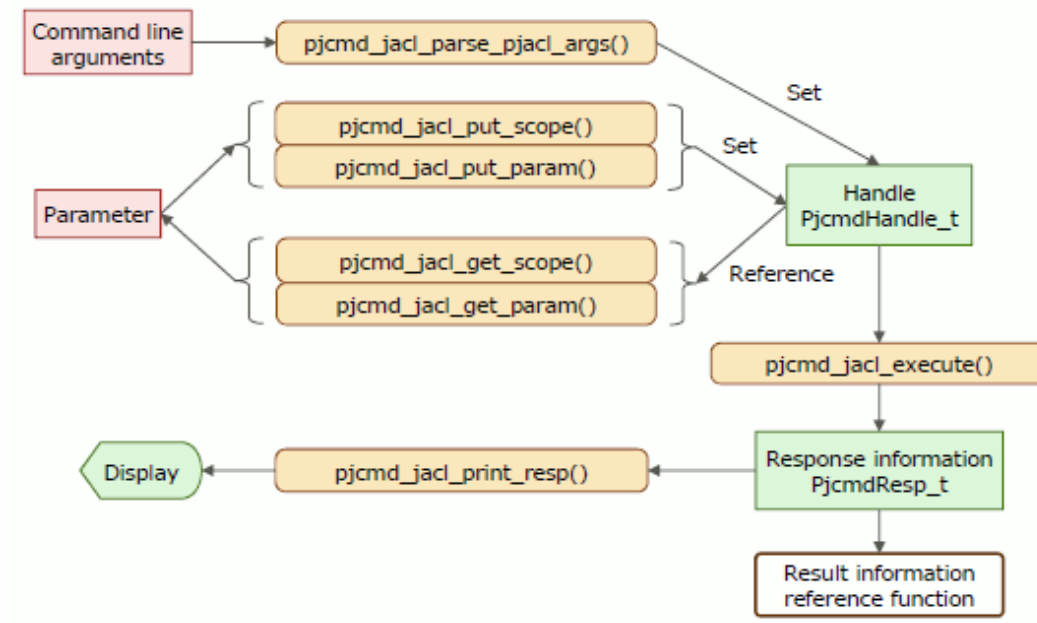 Command line
arguments
pjcmd_jacl_parse_pjacl_args()
Set
pjcmd_jacl_put_scope()
pjcmd_jacl_put_param()
Set
Parameter
Handle
PjcmdHandle_t
pjcmd_jacl_get_scope()
pjcmd_jacl_get_param()
Reference
pjcmd_jacl_execute()
Display
pjcmd_jacl_print_resp()
Response information
PjcmdResp_t
Result information
reference function